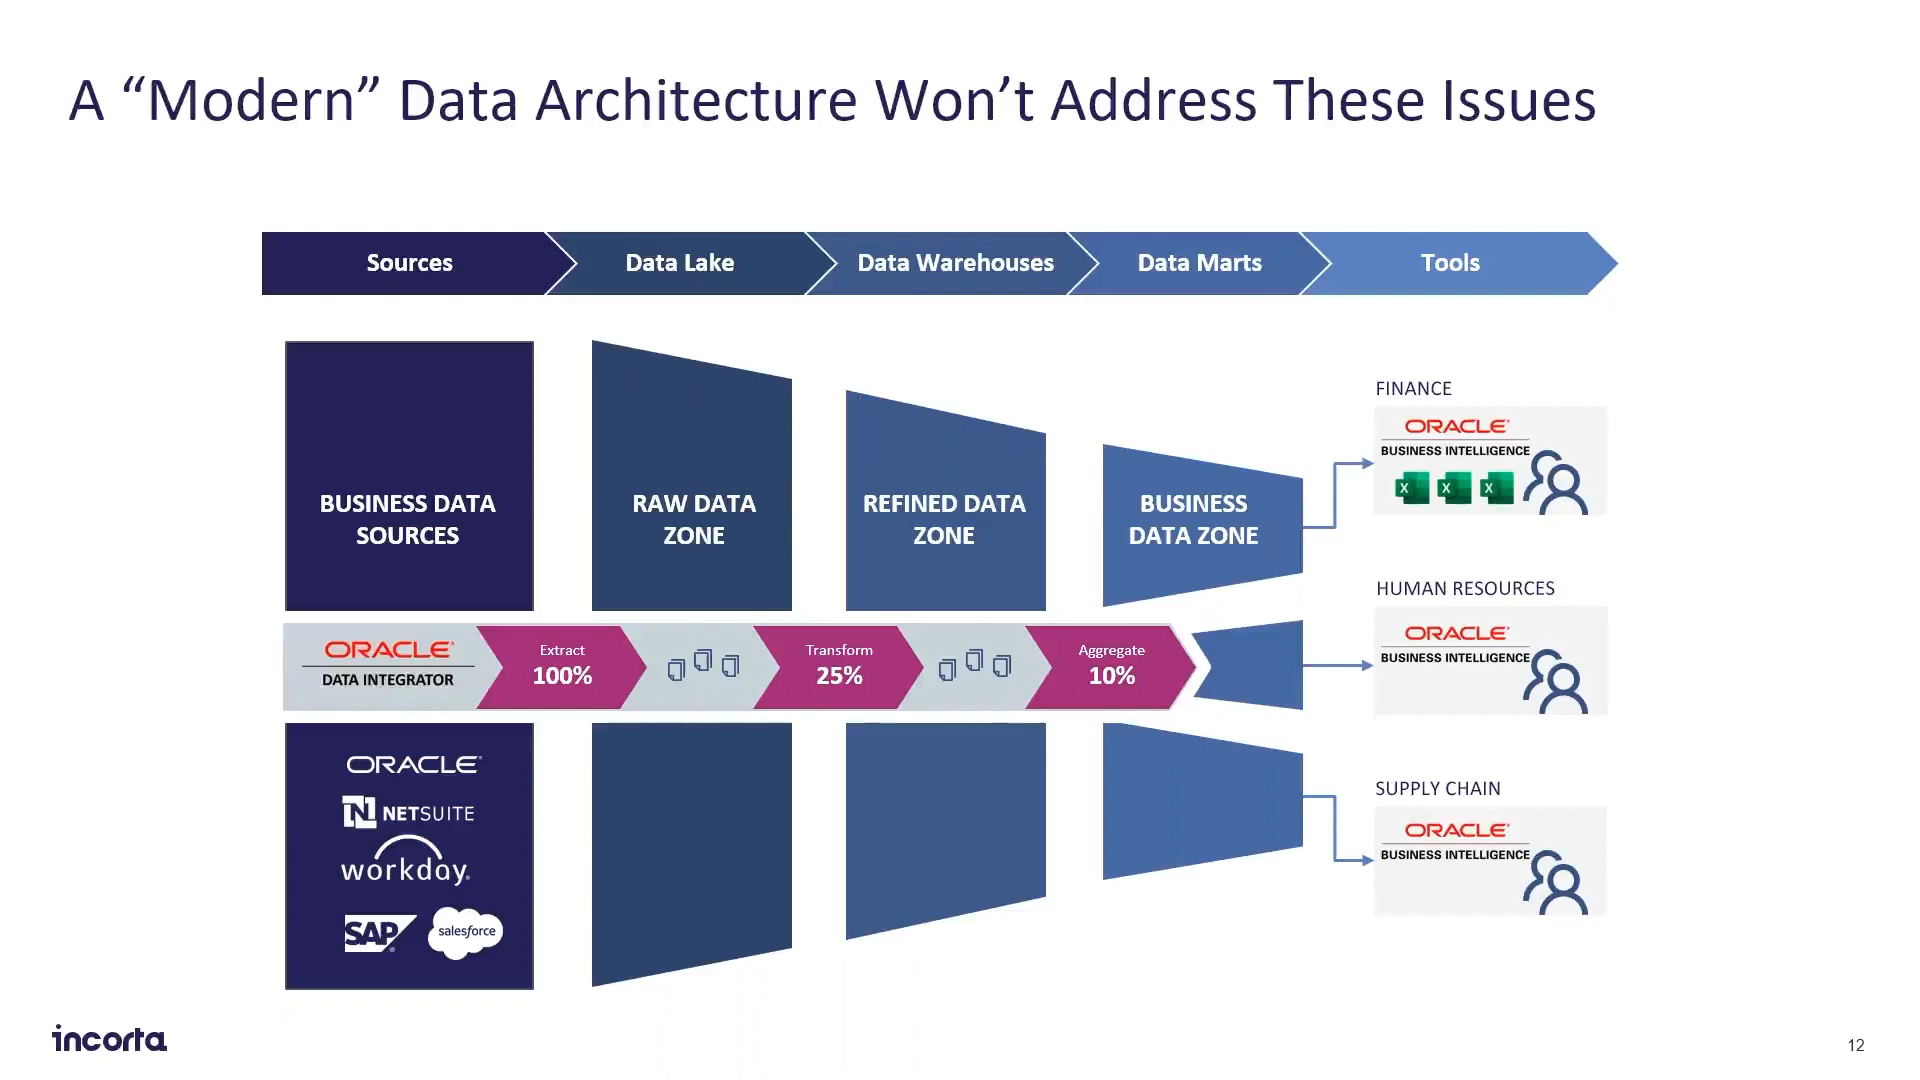 A “Modern” Data Architecture Won’t Address These Issues
Sources
Data Lake
Data Warehouses
Data Marts
Tools
BUSINESS DATA
SOURCES
RAW DATA
ZONE
REFINED DATA
ZONE
BUSINESS
DATA ZONE
FINANCE
ORACLE
BUSINESS INTELLIGENCE
X X X
HUMAN RESOURCES
ORACLE
BUSINESS INTELLIGENCE
SUPPLY CHAIN
ORACLE
BUSINESS INTELLIGENCE
ORACLE
DATA INTEGRATOR
Extract
100%
Transform
25%
Aggregate
10%
ORACLE
N NETSUITE
workday.
SAP
salesforce
incorta
12